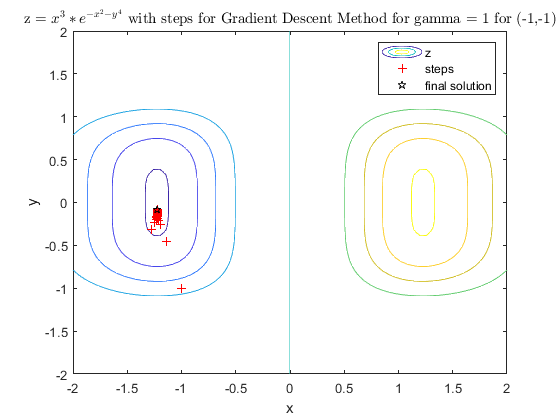 z = $x^3 * e^{-x^2-y^4}$ with steps for Gradient Descent Method for gamma = 1 for (-1,-1)
2
z
steps
final solution
1.5
1
0.5
0
y
-0.5
-1
-1.5
-2
-2 -1.5 -1 -0.5 0 0.5 1 1.5 2
x